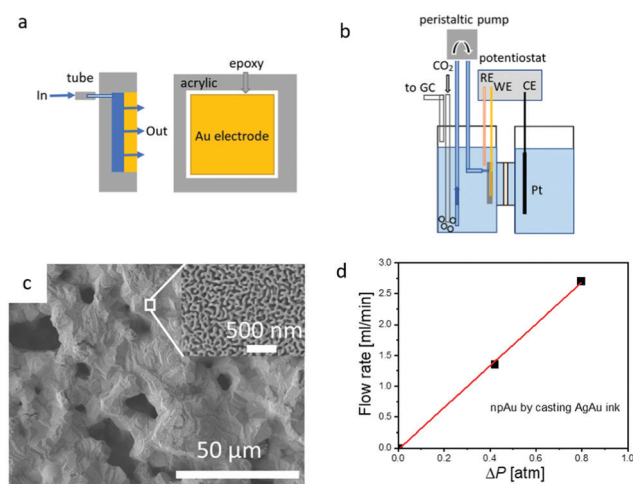 a
tube
In
Out
epoxy
acrylic
Au electrode
b
peristaltic pump
potentiostat
CO₂
RE
WE
CE
to GC
Pt
c
500 nm
50 µm
d
Flow rate [ml/min]
3.0
2.5
2.0
1.5
1.0
0.5
0.0
npAu by casting AgAu ink
0.0 0.2 0.4 0.6 0.8 1.0
ΔP [atm]